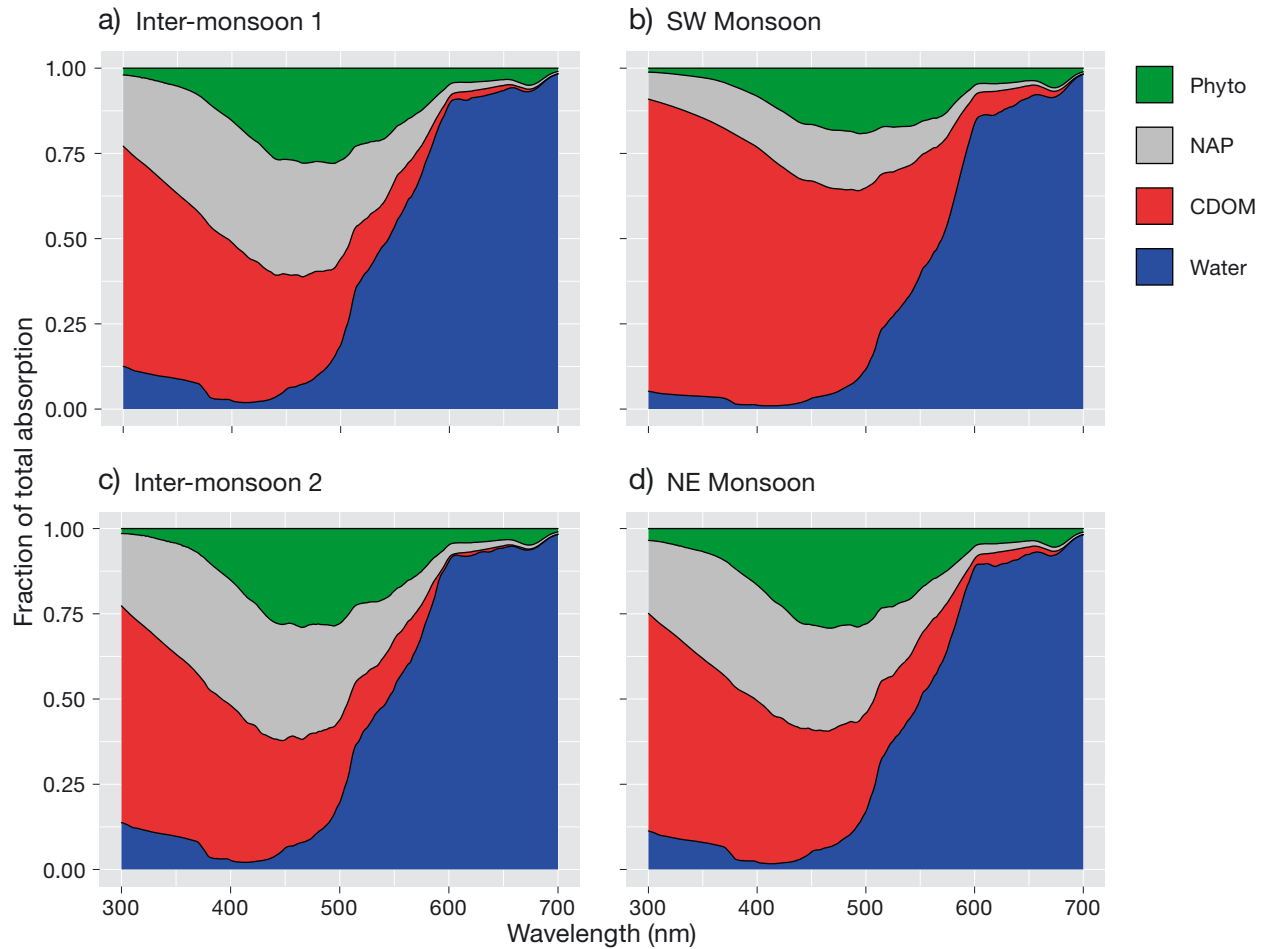 a) Inter-monsoon 1
b) SW Monsoon
1.00
0.75
0.50
0.25
0.00
Phyto
NAP
CDOM
Water
c) Inter-monsoon 2
d) NE Monsoon
1.00
0.75
0.50
0.25
0.00
Fraction of total absorption
300 400 500 600 700
300 400 500 600 700
Wavelength (nm)